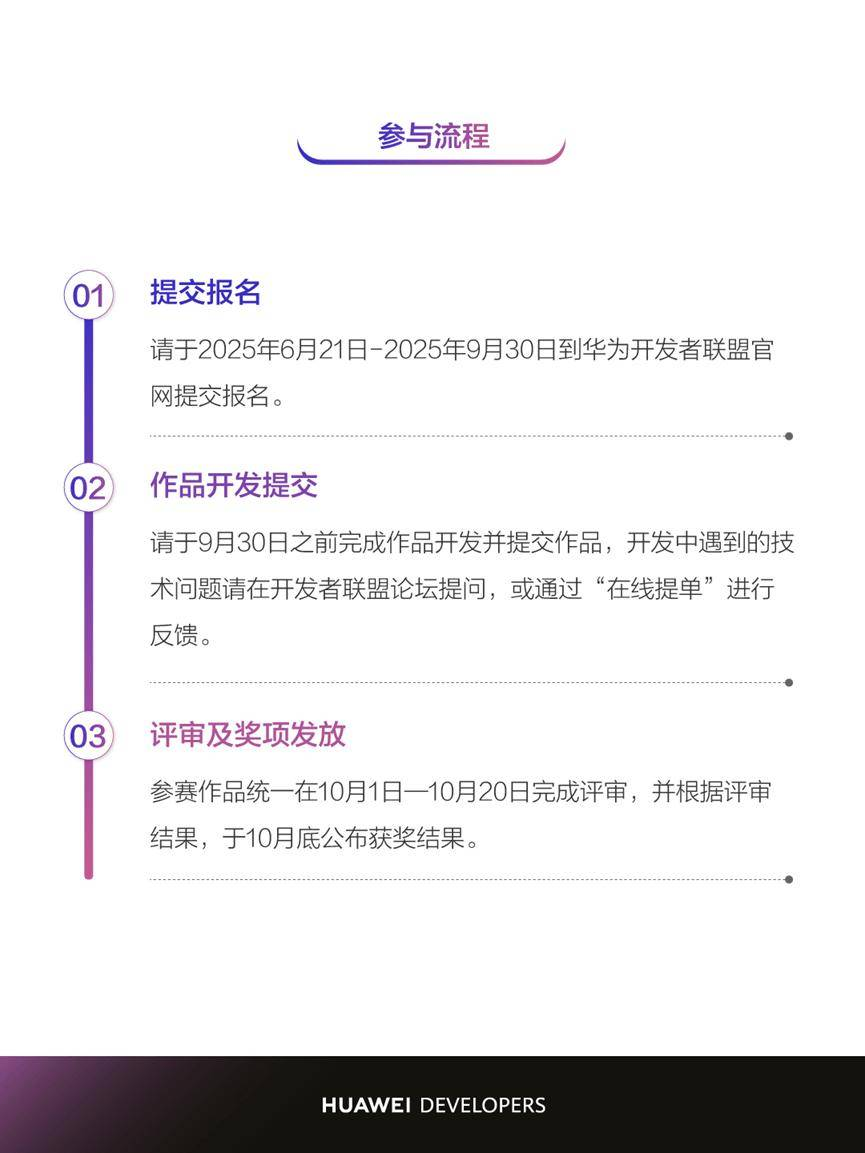 参与流程
01
提交报名
请于2025年6月21日-2025年9月30日到华为开发者联盟官
网提交报名。
02
作品开发提交
请于9月30日之前完成作品开发并提交作品，开发中遇到的技
术问题请在开发者联盟论坛提问，或通过“在线提单”进行
反馈。
03
评审及奖项发放
参赛作品统一在10月1日—10月20日完成评审，并根据评审
结果，于10月底公布获奖结果。
HUAWEI DEVELOPERS